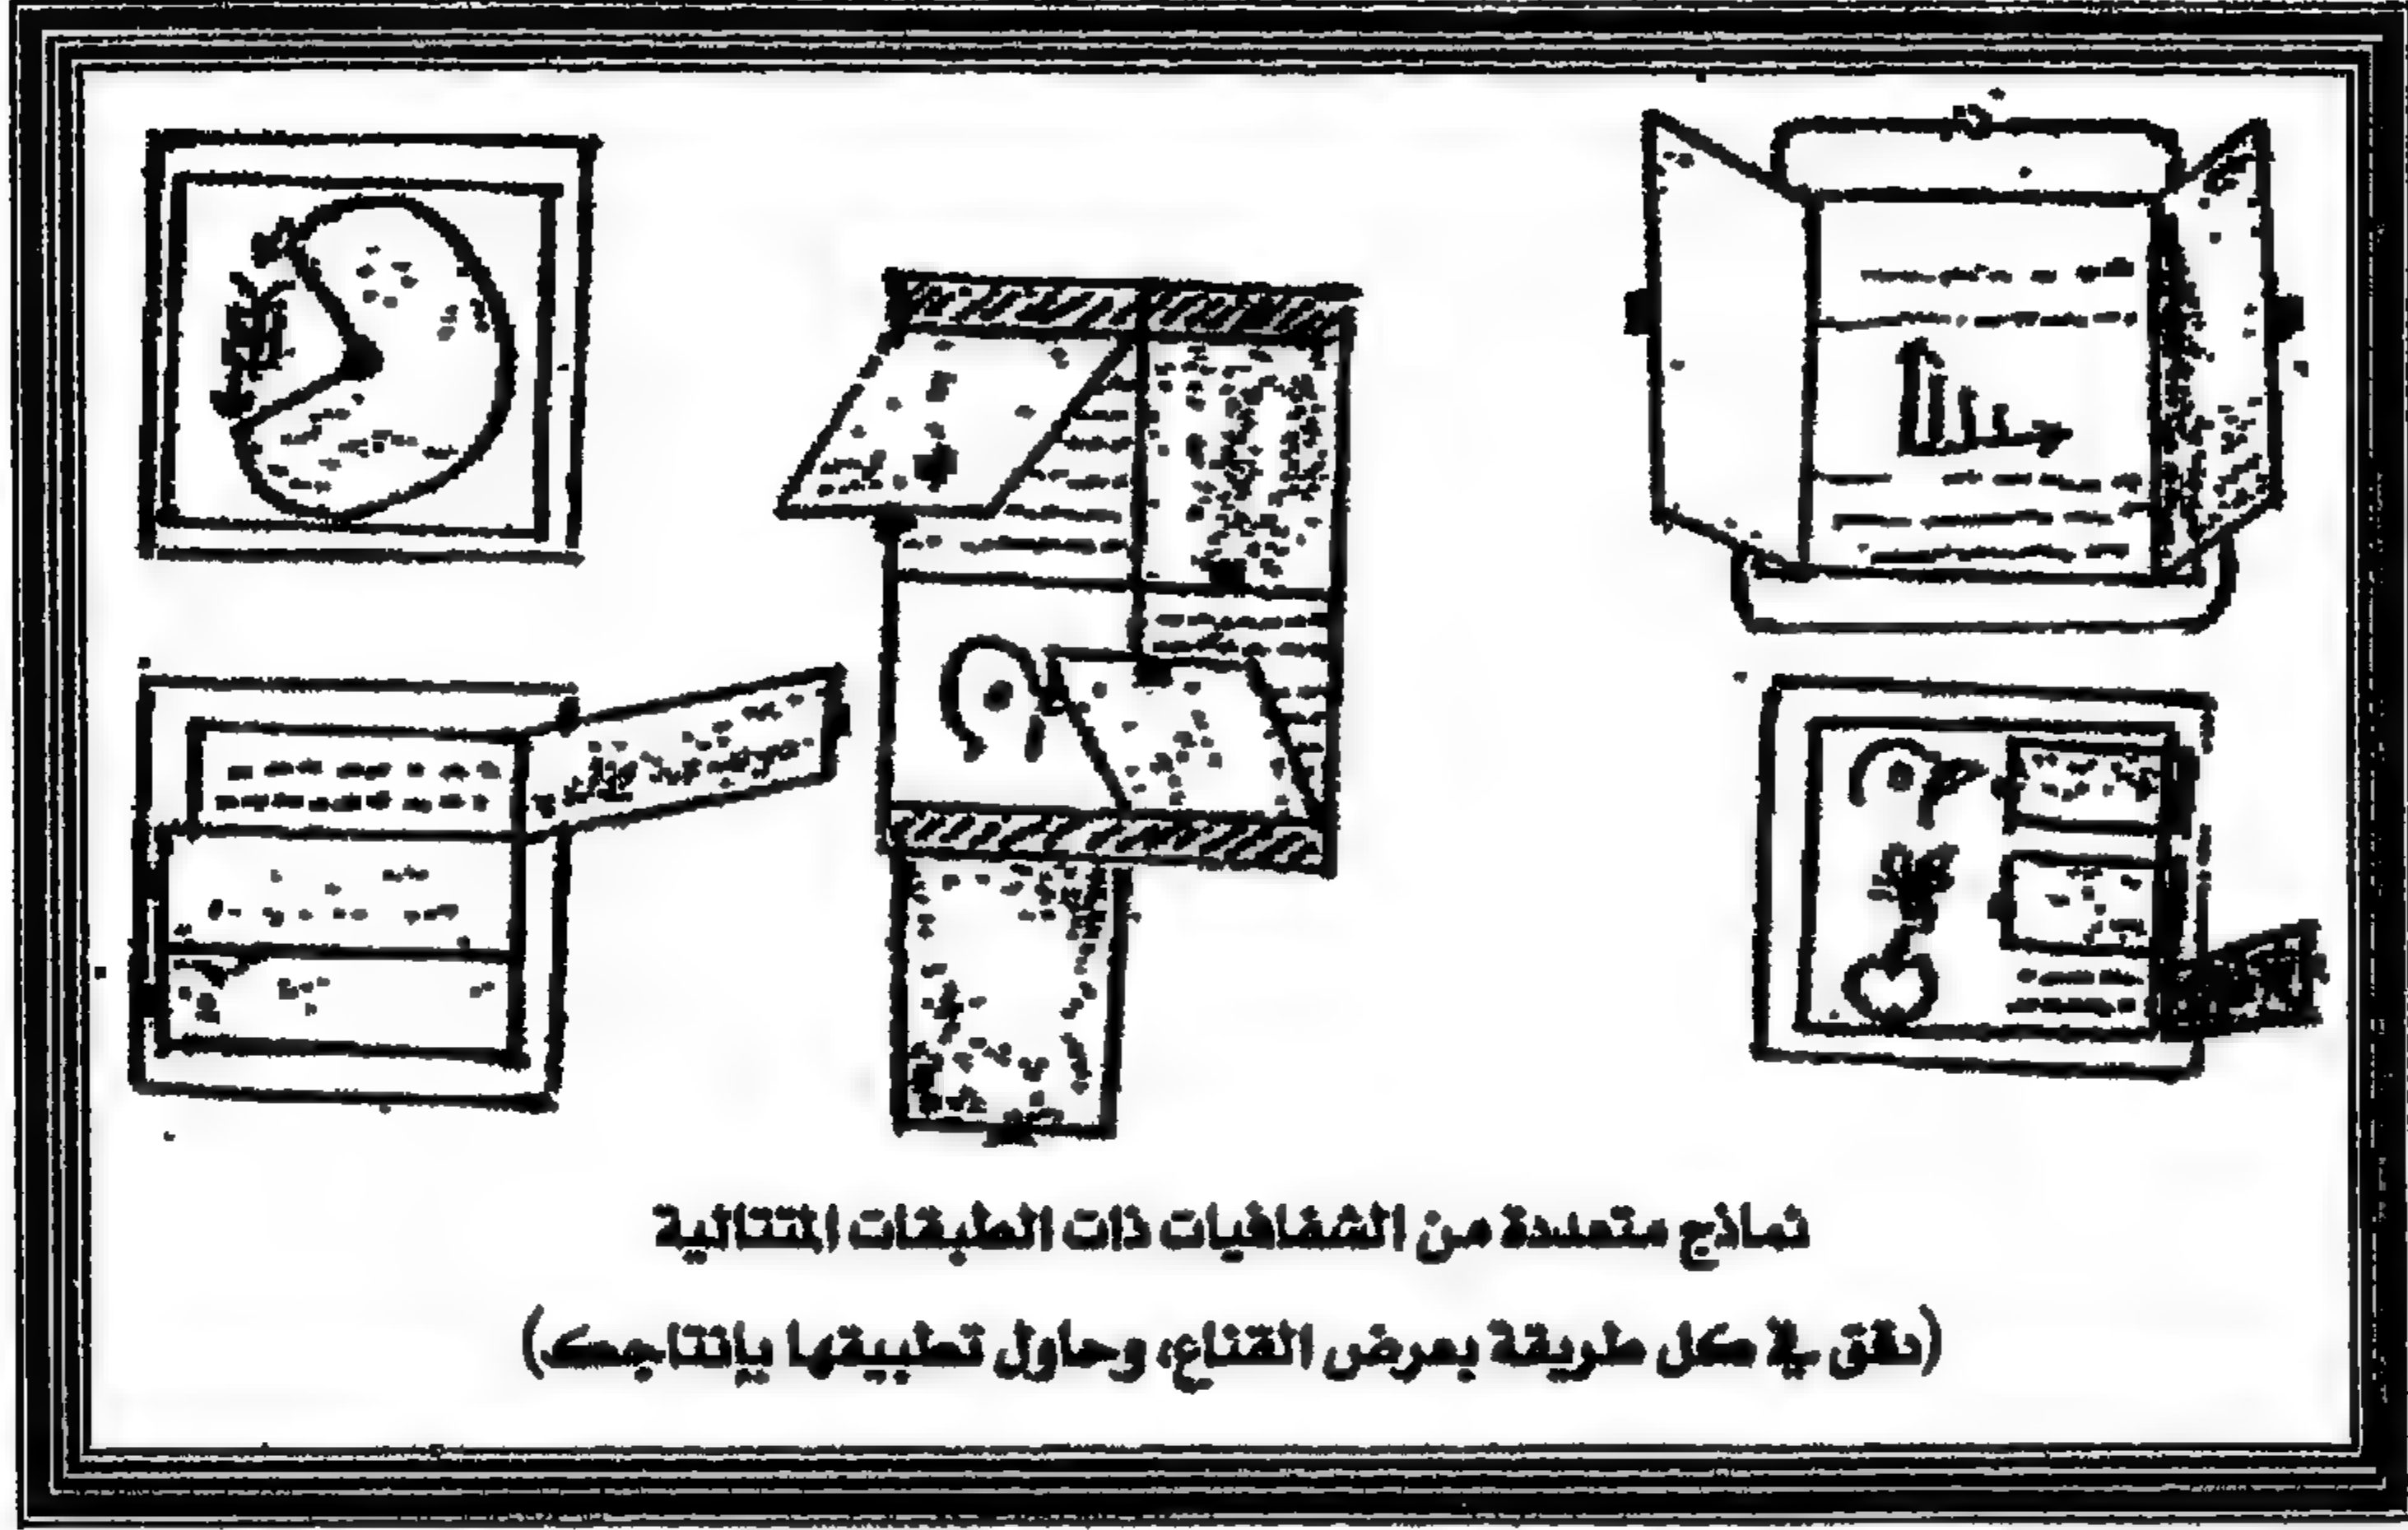 نماذج متعددة من الشفافيات ذات الطبقات المتتالية
(دقق في كل طريقة بعرض القناع، وحاول تطبيقها بإنتاجك)